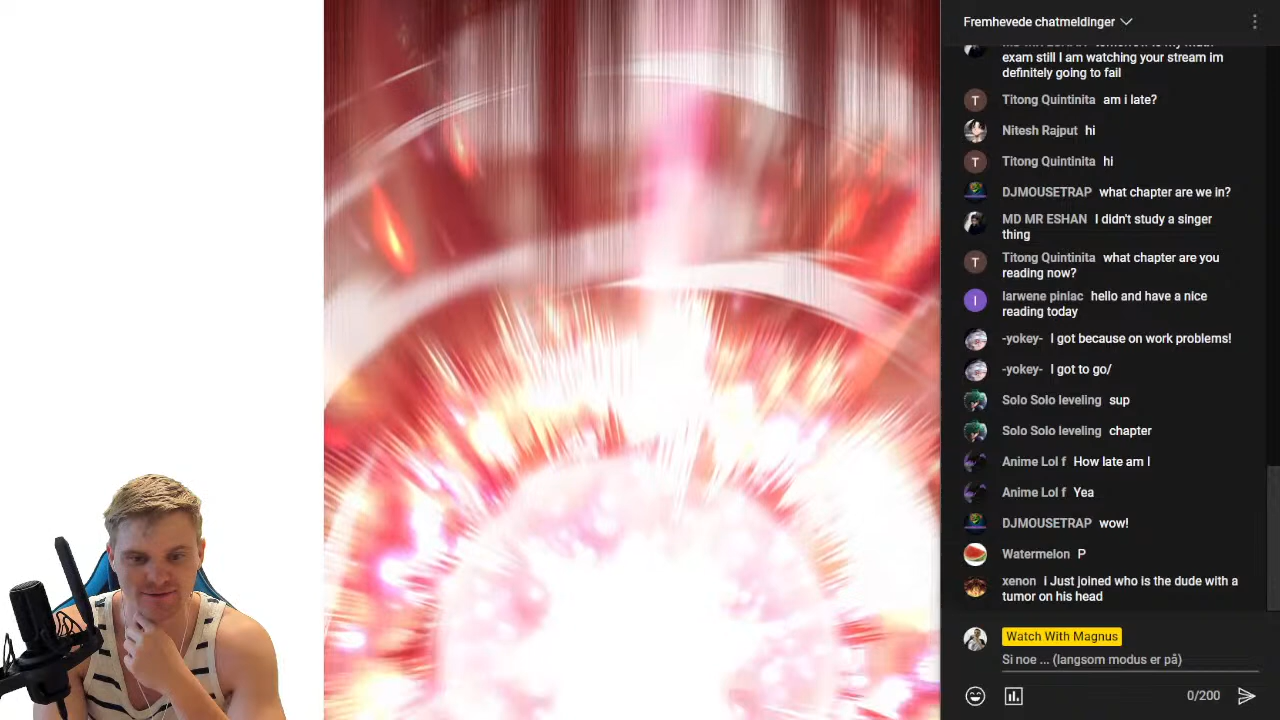 Fremhevede chatmeldinger
exam still I am watching your stream im
definitely going to fail
T Titong Quintinita am i late?
Nitesh Rajput hi
T Titong Quintinita hi
DJMOUSETRAP what chapter are we in?
MD MR ESHAN I didn't study a singer
thing
T Titong Quintinita what chapter are you
reading now?
I larwene pinlac hello and have a nice
reading today
-yokey- I got because on work problems!
-yokey- I got to go/
Solo Solo leveling sup
Solo Solo leveling chapter
Anime Lol f How late am I
Anime Lol f Yea
DJMOUSETRAP wow!
Watermelon P
xenon i Just joined who is the dude with a
tumor on his head
Watch With Magnus
Si noe ... (langsom modus er på)
0/200